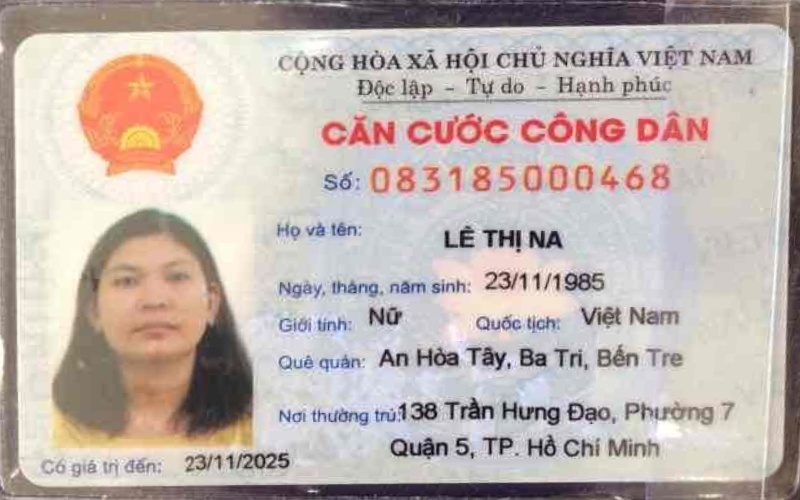 CỘNG HÒA XÃ HỘI CHỦ NGHĨA VIỆT NAM
Độc lập - Tự do - Hạnh phúc
CĂN CƯỚC CÔNG DÂN
Số: 083185000468
Họ và tên: LÊ THỊ NA
Ngày, tháng, năm sinh: 23/11/1985
Giới tính: Nữ Quốc tịch: Việt Nam
Quê quán: An Hòa Tây, Ba Tri, Bến Tre
Nơi thường trú: 138 Trần Hưng Đạo, Phường 7
Quận 5, TP. Hồ Chí Minh
Có giá trị đến: 23/11/2025